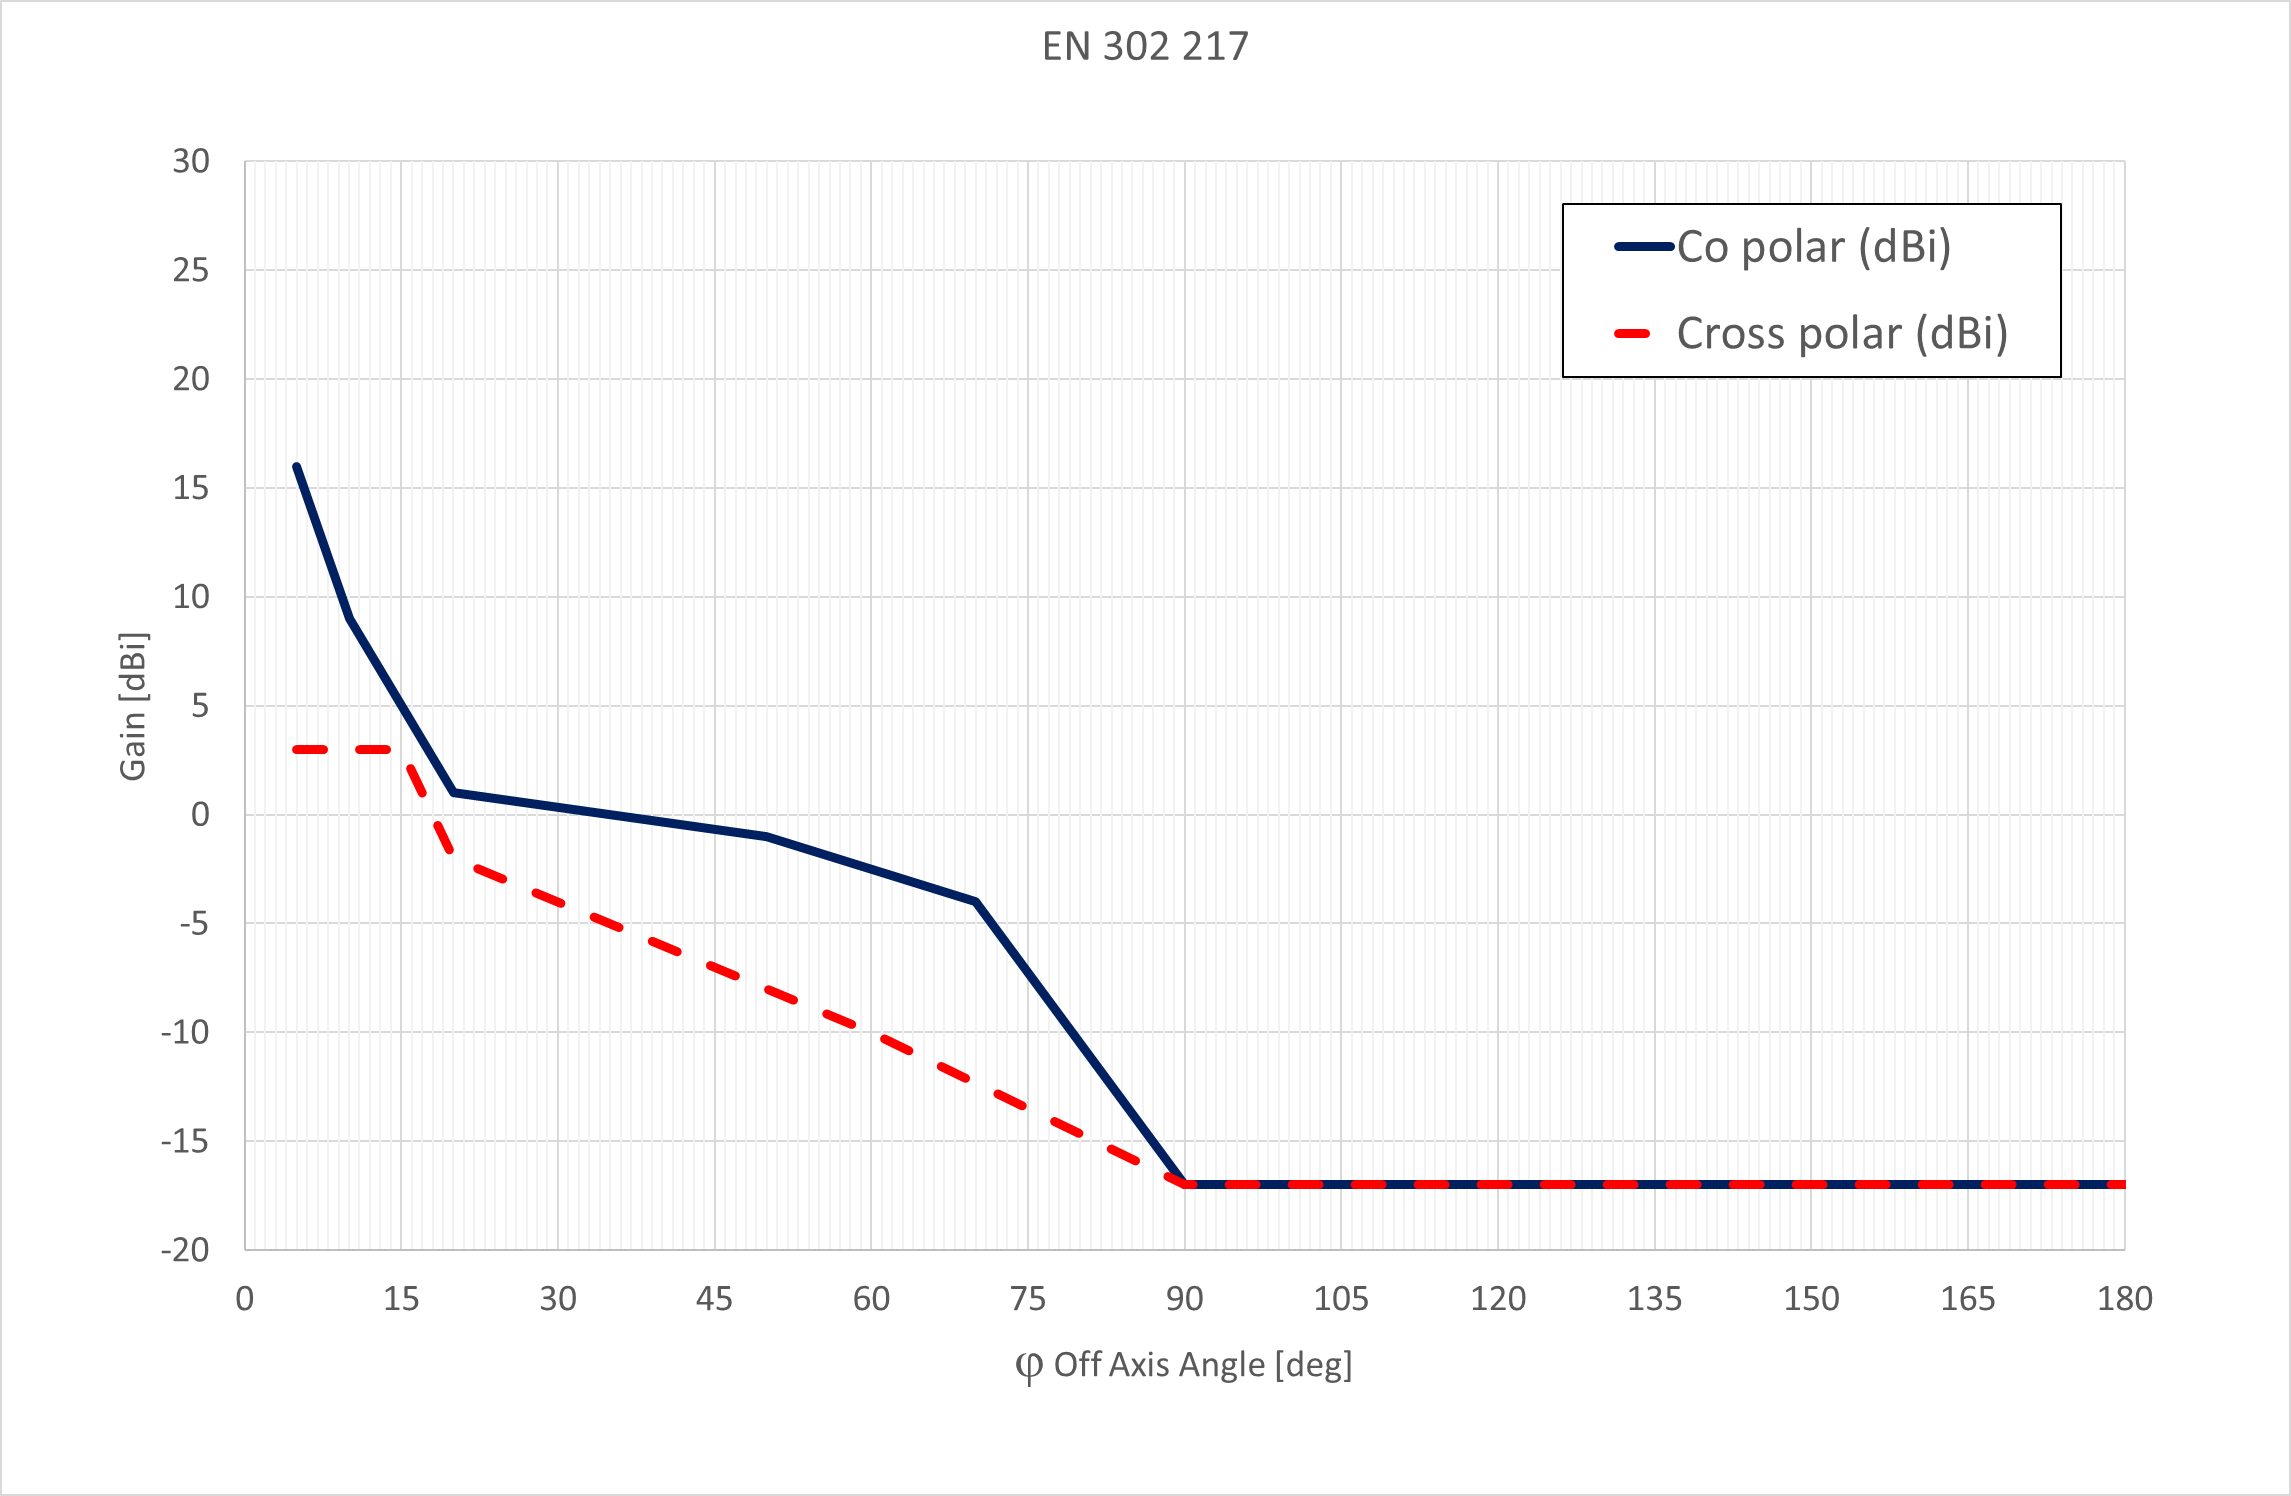 EN 302 217
30
25
20
15
10
5
0
-5
-10
-15
-20
Gain [dBi]
Co polar (dBi)
Cross polar (dBi)
0 15 30 45 60 75 90 105 120 135 150 165 180
φ Off Axis Angle [deg]